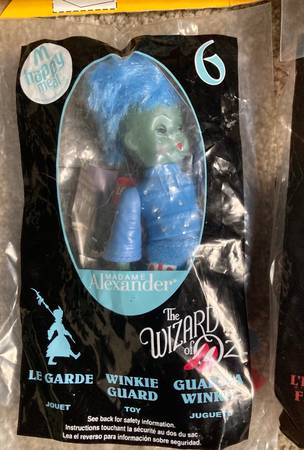 m
happy
meal
6
MADAME
Alexander®
The
WIZARD
of Oz
LE GARDE WINKIE GUARD
JOUET TOY JUGUETE
See back for safety information.
Instructions touchant la sécurité au dos du sac.
Lea el reverso para información sobre seguridad.